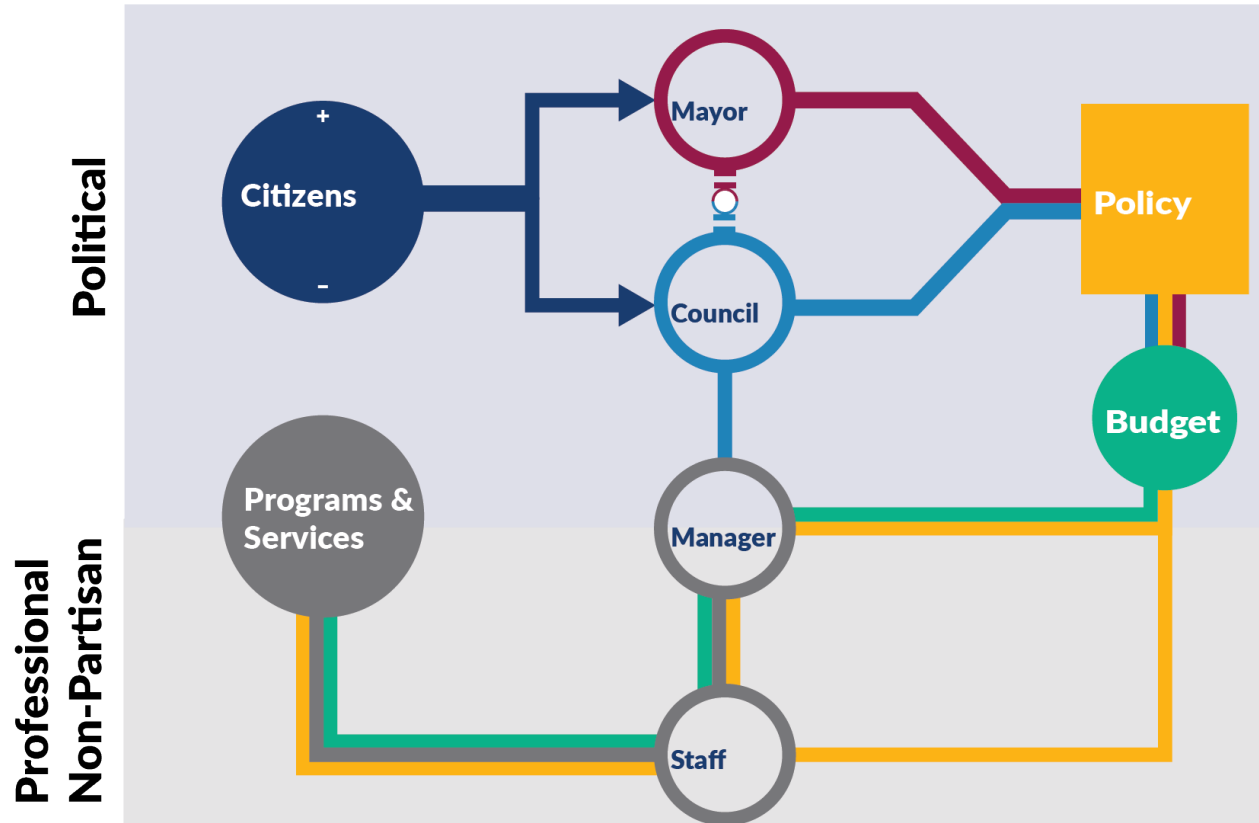 Political
+
Citizens
-
Mayor
Council
Policy
Budget
Professional
Non-Partisan
Programs &
Services
Manager
Staff